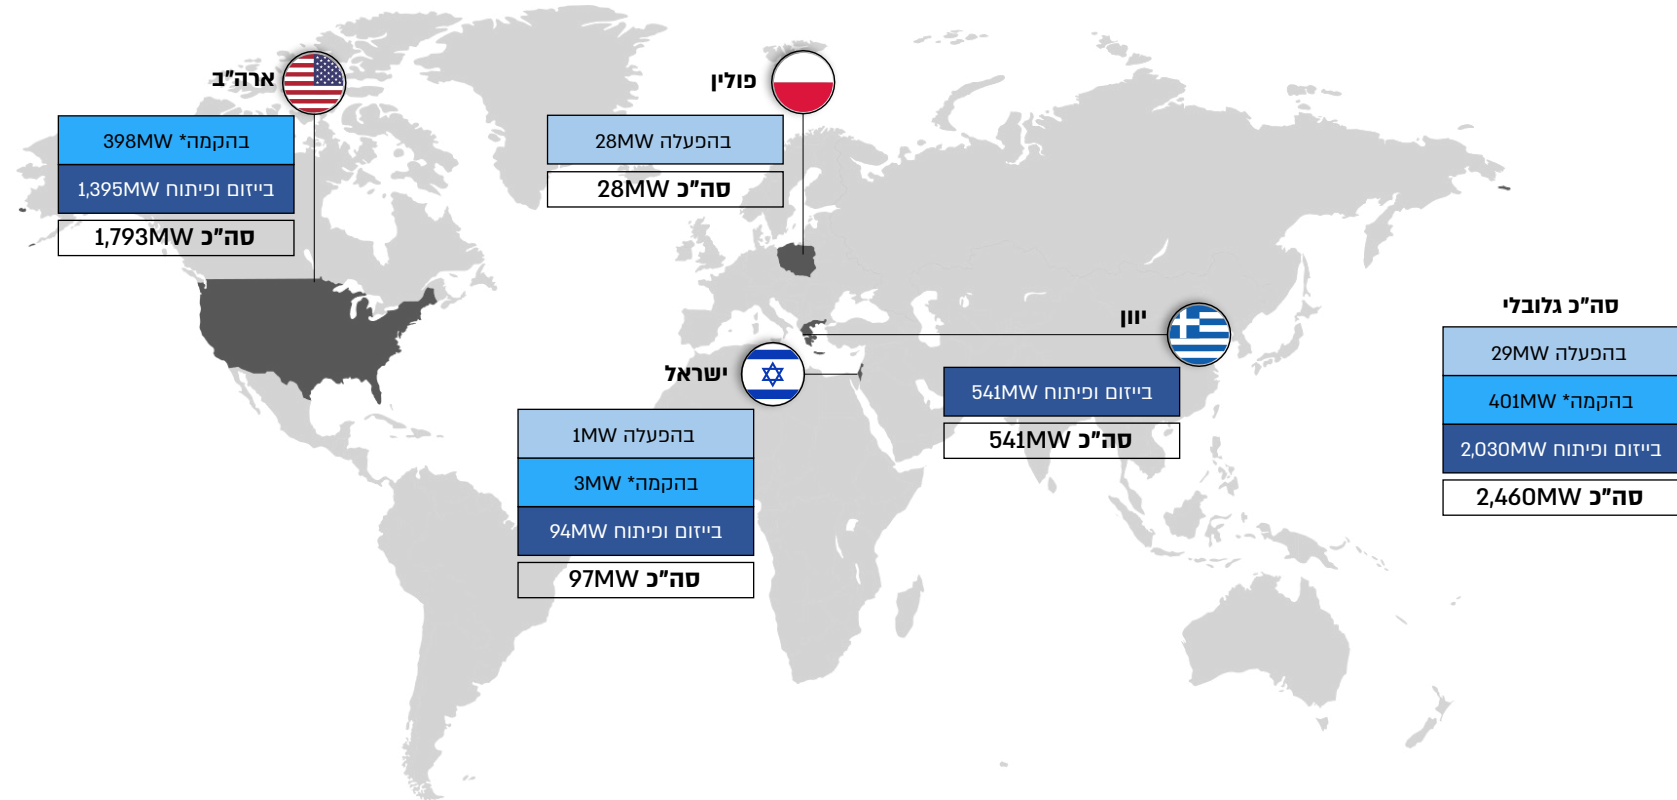 ארה"ב
בהקמה* 398MW
בייזום ופיתוח 1,395MW
סה"כ 1,793MW
פולין
בהפעלה 28MW
סה"כ 28MW
יוון
בייזום ופיתוח 541MW
סה"כ 541MW
ישראל
בהפעלה 1MW
בהקמה* 3MW
בייזום ופיתוח 94MW
סה"כ 97MW
סה"כ גלובלי
בהפעלה 29MW
בהקמה* 401MW
בייזום ופיתוח 2,030MW
סה"כ 2,460MW